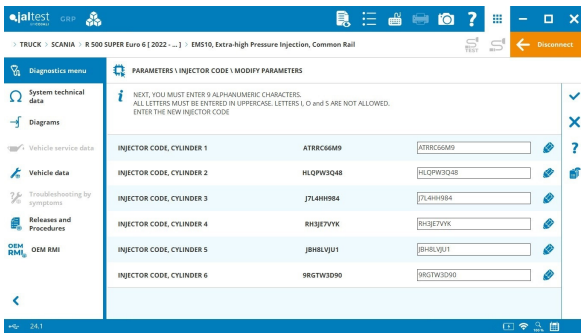 jaltest GRP
> TRUCK > SCANIA > R 500 SUPER Euro 6 [ 2022 - ... ] > EMS10, Extra-high Pressure Injection, Common Rail
TEST
Disconnect
Diagnostics menu
PARAMETERS \ INJECTOR CODE \ MODIFY PARAMETERS
System technical data
Diagrams
Vehicle service data
Vehicle data
Troubleshooting by symptoms
Releases and Procedures
OEM RMI OEM RMI
NEXT, YOU MUST ENTER 9 ALPHANUMERIC CHARACTERS.
ALL LETTERS MUST BE ENTERED IN UPPERCASE. LETTERS I, O and S ARE NOT ALLOWED.
ENTER THE NEW INJECTOR CODE
INJECTOR CODE, CYLINDER 1 ATRRC66M9 ATRRC66M9
INJECTOR CODE, CYLINDER 2 HLQPW3Q48 HLQPW3Q48
INJECTOR CODE, CYLINDER 3 J7L4HH984 J7L4HH984
INJECTOR CODE, CYLINDER 4 RH3JE7VYK RH3JE7VYK
INJECTOR CODE, CYLINDER 5 JBH8LVJU1 JBH8LVJU1
INJECTOR CODE, CYLINDER 6 9RGTW3D90 9RGTW3D90
24.1